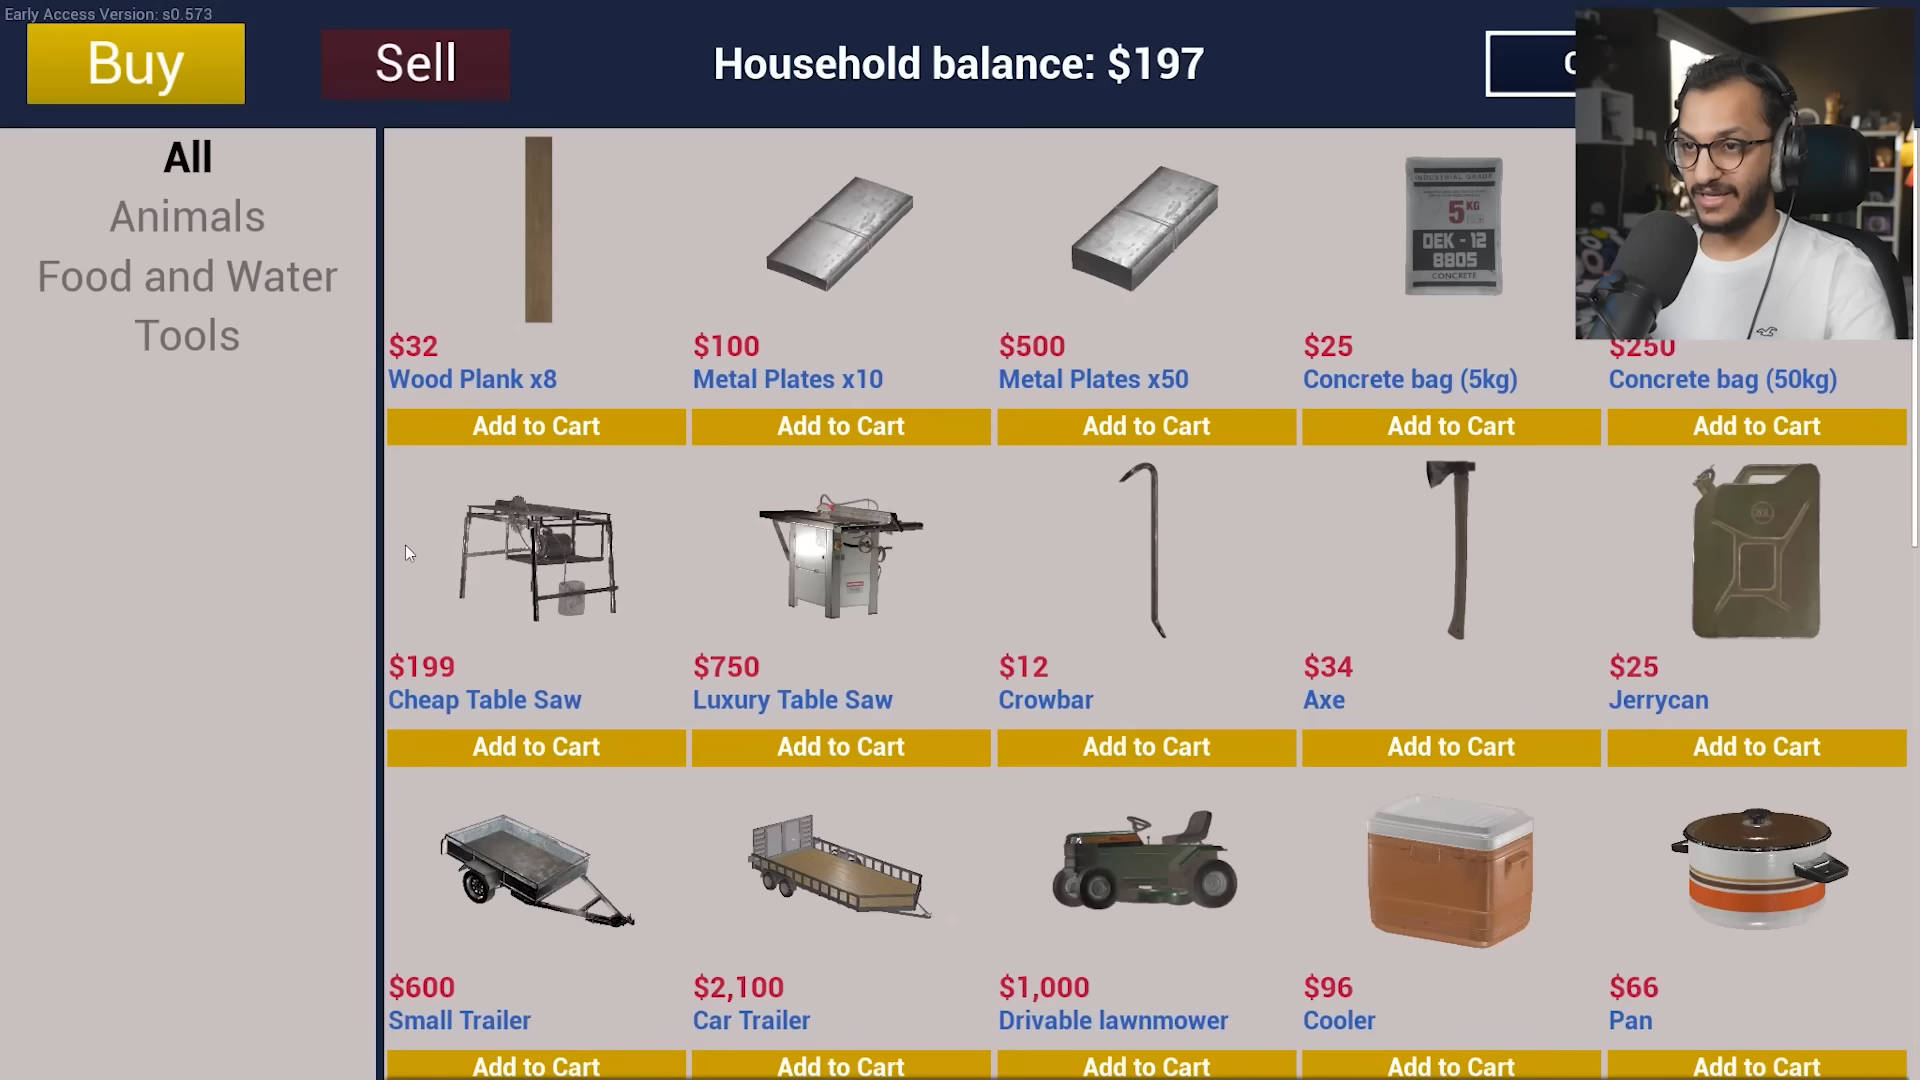 Early Access Version: s0.573
Buy
Sell
Household balance: $197
All
Animals
Food and Water
Tools
INDUSTRIAL GRADE
5 KG
DEK - 12
8805
CONCRETE
$32
$100
$500
$25
$250
Wood Plank x8
Metal Plates x10
Metal Plates x50
Concrete bag (5kg)
Concrete bag (50kg)
Add to Cart
Add to Cart
Add to Cart
Add to Cart
Add to Cart
$199
$750
$12
$34
$25
Cheap Table Saw
Luxury Table Saw
Crowbar
Axe
Jerrycan
Add to Cart
Add to Cart
Add to Cart
Add to Cart
Add to Cart
$600
$2,100
$1,000
$96
$66
Small Trailer
Car Trailer
Drivable lawnmower
Cooler
Pan
Add to Cart
Add to Cart
Add to Cart
Add to Cart
Add to Cart